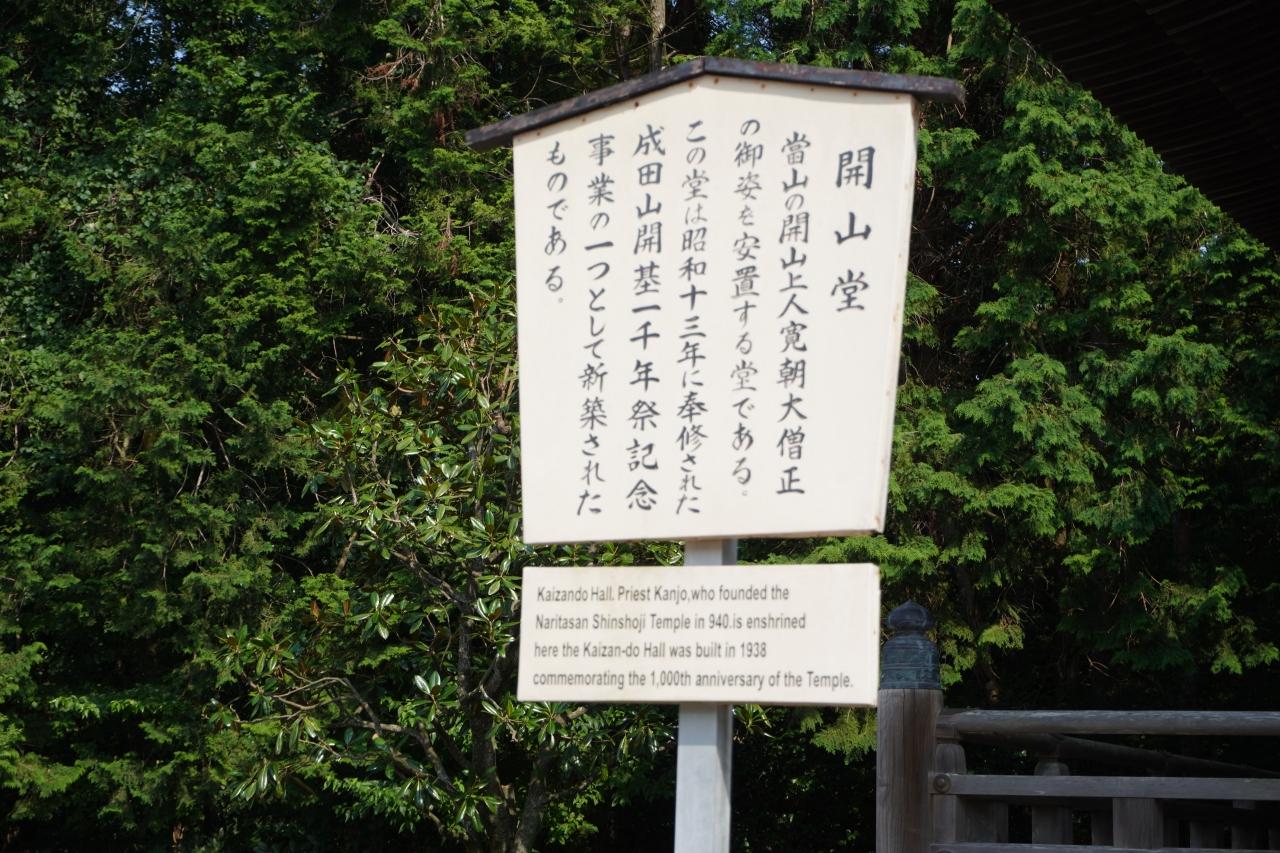 開山堂
當山の開山上人寛朝大僧正
の御姿を安置する堂である。
この堂は昭和十三年に奉修された
成田山開基一千年祭記念
事業の一つとして新築された
ものである。
Kaizando Hall. Priest Kanjo,who founded the
Naritasan Shinshoji Temple in 940.is enshrined
here the Kaizan-do Hall was built in 1938
commemorating the 1,000th anniversary of the Temple.